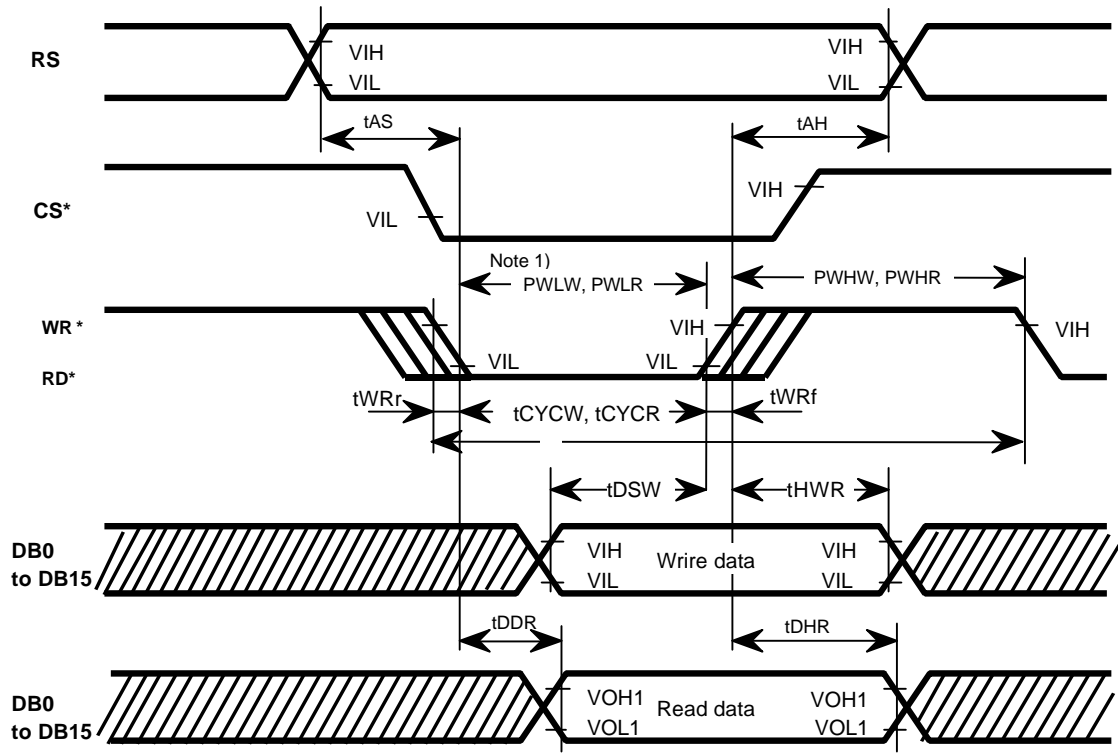 RS
VIH
VIH
VIL
VIL
tAS
tAH
CS*
VIH
VIL
Note 1)
PWLW, PWLR
PWHW, PWHR
WR *
VIH
VIH
VIL
VIL
RD*
tWRr
tCYCW, tCYCR
tWRf
tDSW
tHWR
DB0
to DB15
VIH
Wrire data
VIH
VIL
VIL
tDDR
tDHR
DB0
to DB15
VOH1
Read data
VOH1
VOL1
VOL1